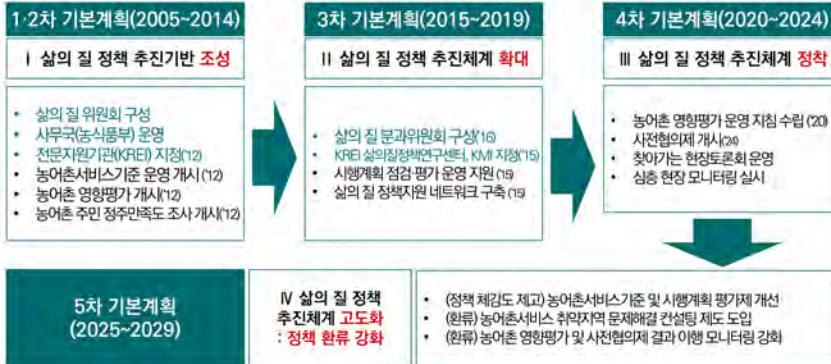 1·2차 기본계획(2005~2014)
Ⅰ 삶의 질 정책 추진기반 조성
• 삶의 질 위원회 구성
• 사무국(농식품부) 운영
• 전문지원기관(KREI) 지정('12)
• 농어촌서비스기준 운영 개시('12)
• 농어촌 영향평가 개시('12)
• 농어촌 주민 정주만족도 조사 개시('12)
3차 기본계획(2015~2019)
Ⅱ 삶의 질 정책 추진체계 확대
• 삶의 질 분과위원회 구성('16)
• KREI 삶의질정책연구센터, KMI 지정('15)
• 시행계획 점검·평가 운영 지원('15)
• 삶의 질 정책지원 네트워크 구축('15)
4차 기본계획(2020~2024)
Ⅲ 삶의 질 정책 추진체계 정착
• 농어촌 영향평가 운영 지침 수립('20)
• 사전협의제 개시('24)
• 찾아가는 현장토론회 운영
• 심층 현장 모니터링 실시
5차 기본계획
(2025~2029)
Ⅳ 삶의 질 정책
추진체계 고도화
: 정책 환류 강화
• (정책 체감도 제고) 농어촌서비스기준 및 시행계획 평가제 개선
• (환류) 농어촌서비스 취약지역 문제해결 컨설팅 제도 도입
• (환류) 농어촌 영향평가 및 사전협의제 결과 이행 모니터링 강화